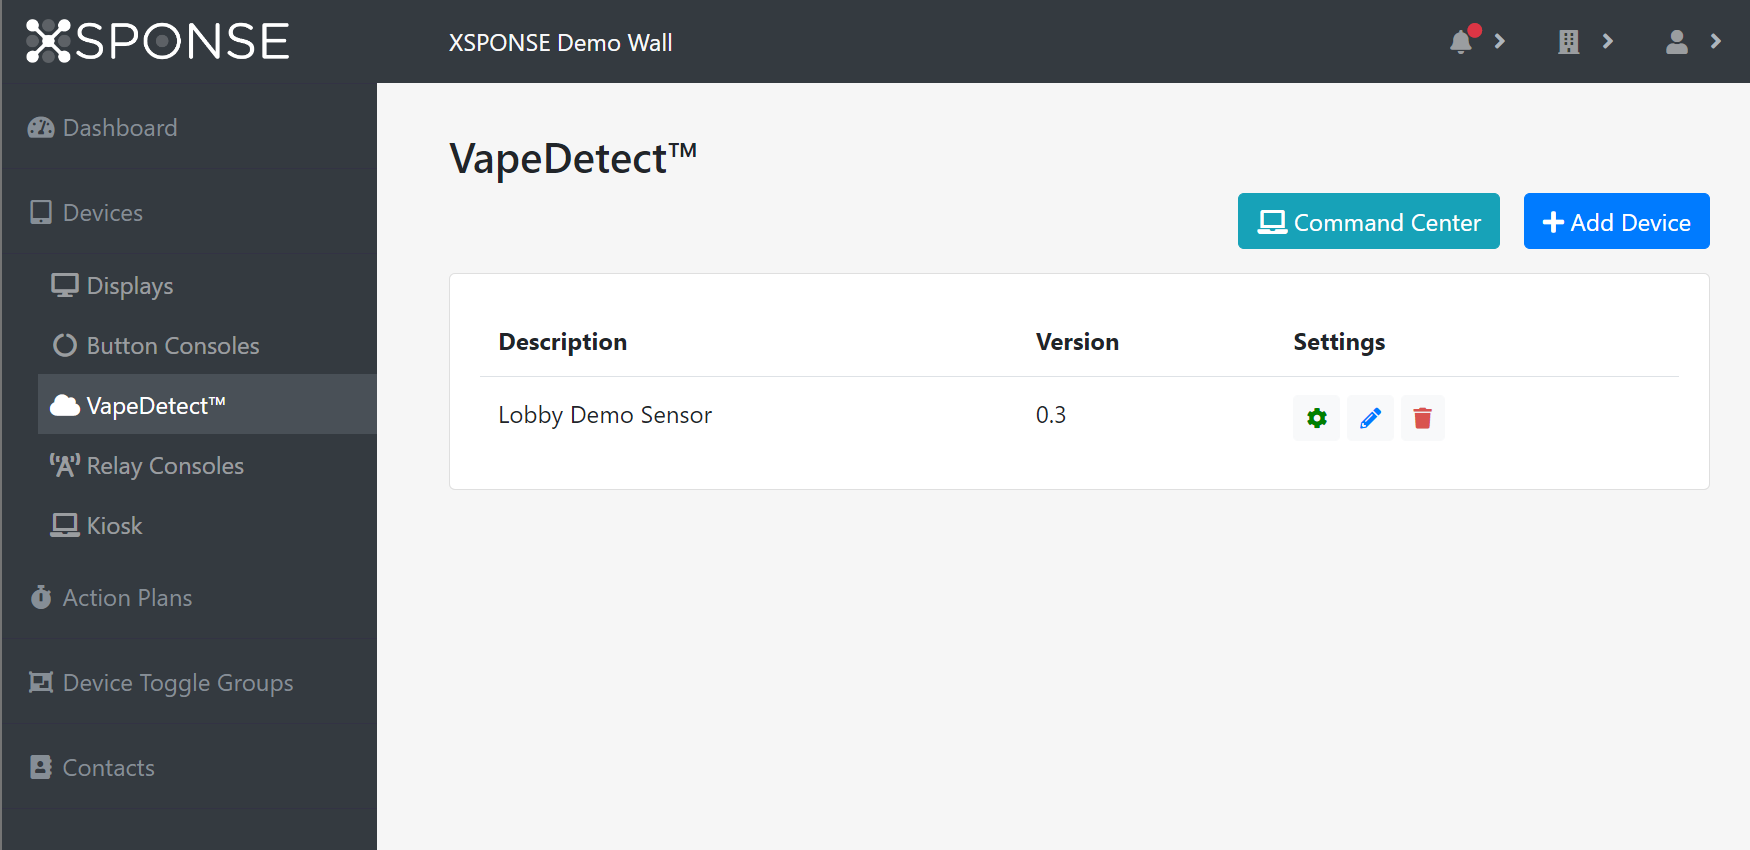 XSPONSE
XSPONSE Demo Wall
Dashboard
Devices
Displays
Button Consoles
VapeDetect™
Relay Consoles
Kiosk
Action Plans
Device Toggle Groups
Contacts
VapeDetect™
Command Center
Add Device
Description Version Settings
Lobby Demo Sensor 0.3